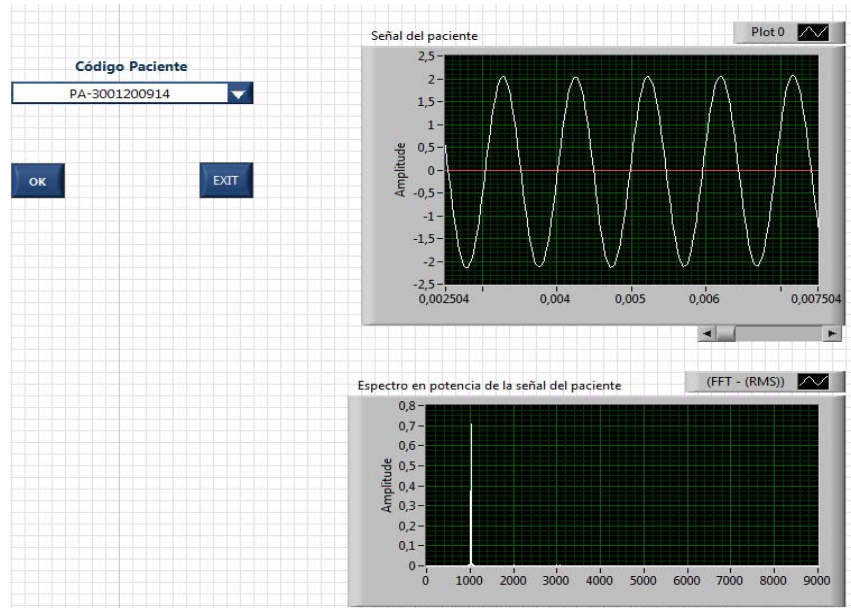 Código Paciente
PA-3001200914
OK
EXIT
Señal del paciente
Plot 0
Amplitude
2,5
2
1,5
1
0,5
0
-0,5
-1
-1,5
-2
-2,5
0,002504 0,004 0,005 0,006 0,007504
Espectro en potencia de la señal del paciente
(FFT - (RMS))
Amplitude
0,8
0,7
0,6
0,5
0,4
0,3
0,2
0,1
0
0 1000 2000 3000 4000 5000 6000 7000 8000 9000